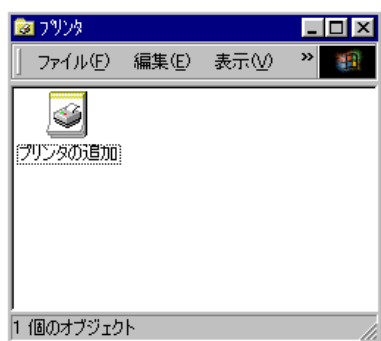 プリンタ
ファイル(F) 編集(E) 表示(V) »
プリンタの追加
1 個のオブジェクト